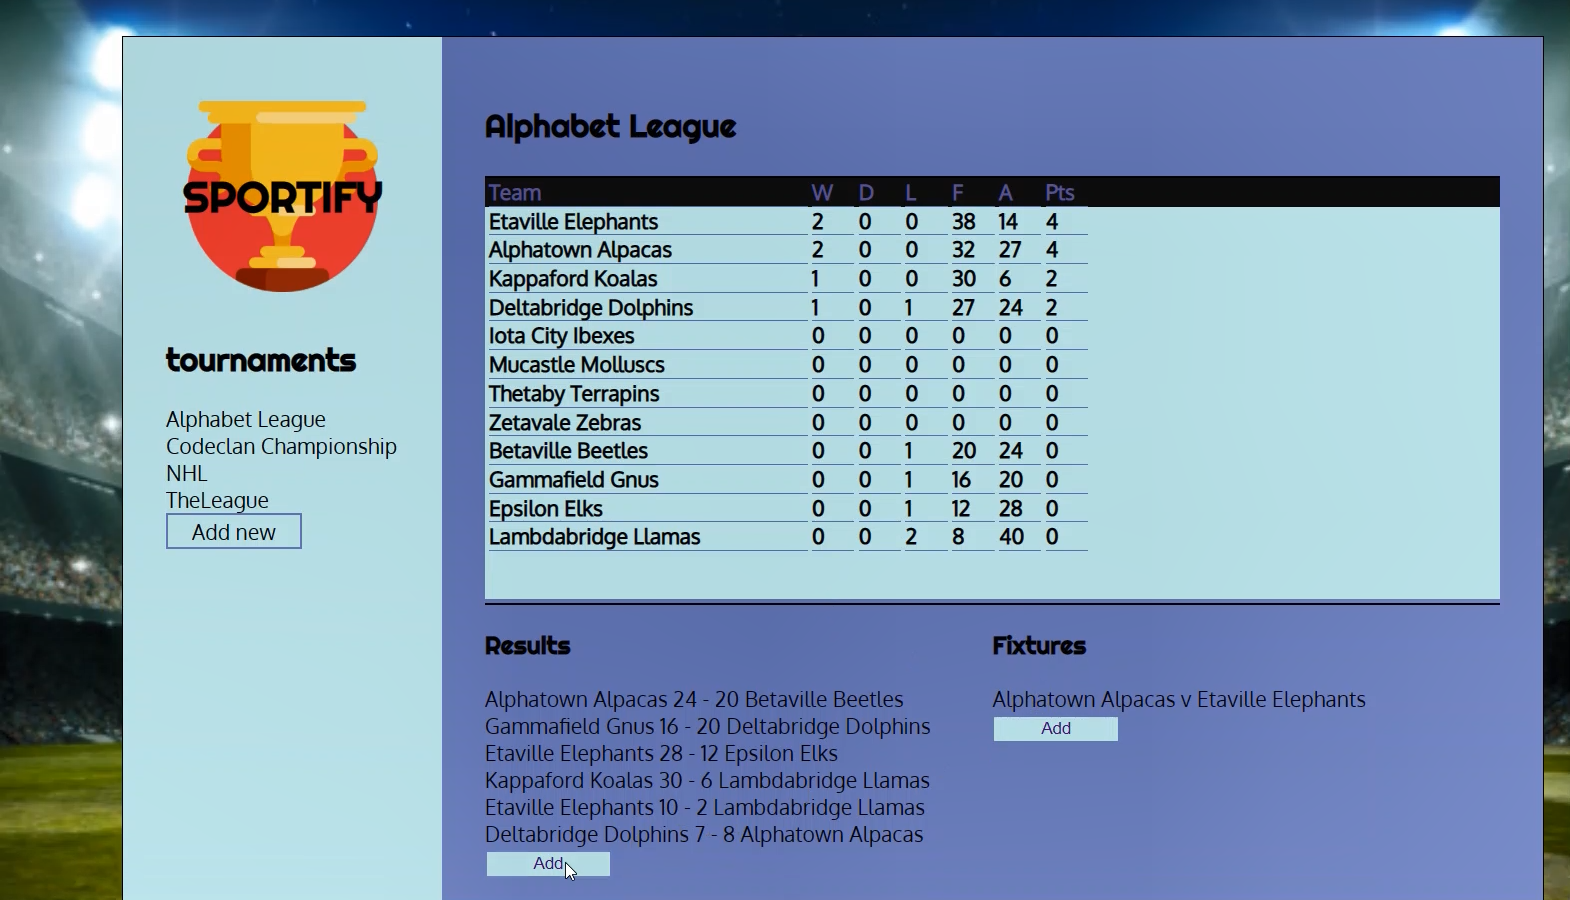 SPORTIFY
tournaments
Alphabet League
Codeclan Championship
NHL
TheLeague
Add new
Alphabet League
Team W D L F A Pts
Etaville Elephants 2 0 0 38 14 4
Alphatown Alpacas 2 0 0 32 27 4
Kappaford Koalas 1 0 0 30 6 2
Deltabridge Dolphins 1 0 1 27 24 2
Iota City Ibexes 0 0 0 0 0 0
Mucastle Molluscs 0 0 0 0 0 0
Thetaby Terrapins 0 0 0 0 0 0
Zetavale Zebras 0 0 0 0 0 0
Betaville Beetles 0 0 1 20 24 0
Gammafield Gnus 0 0 1 16 20 0
Epsilon Elks 0 0 1 12 28 0
Lambdabridge Llamas 0 0 2 8 40 0
Results
Alphatown Alpacas 24 - 20 Betaville Beetles
Gammafield Gnus 16 - 20 Deltabridge Dolphins
Etaville Elephants 28 - 12 Epsilon Elks
Kappaford Koalas 30 - 6 Lambdabridge Llamas
Etaville Elephants 10 - 2 Lambdabridge Llamas
Deltabridge Dolphins 7 - 8 Alphatown Alpacas
Add
Fixtures
Alphatown Alpacas v Etaville Elephants
Add